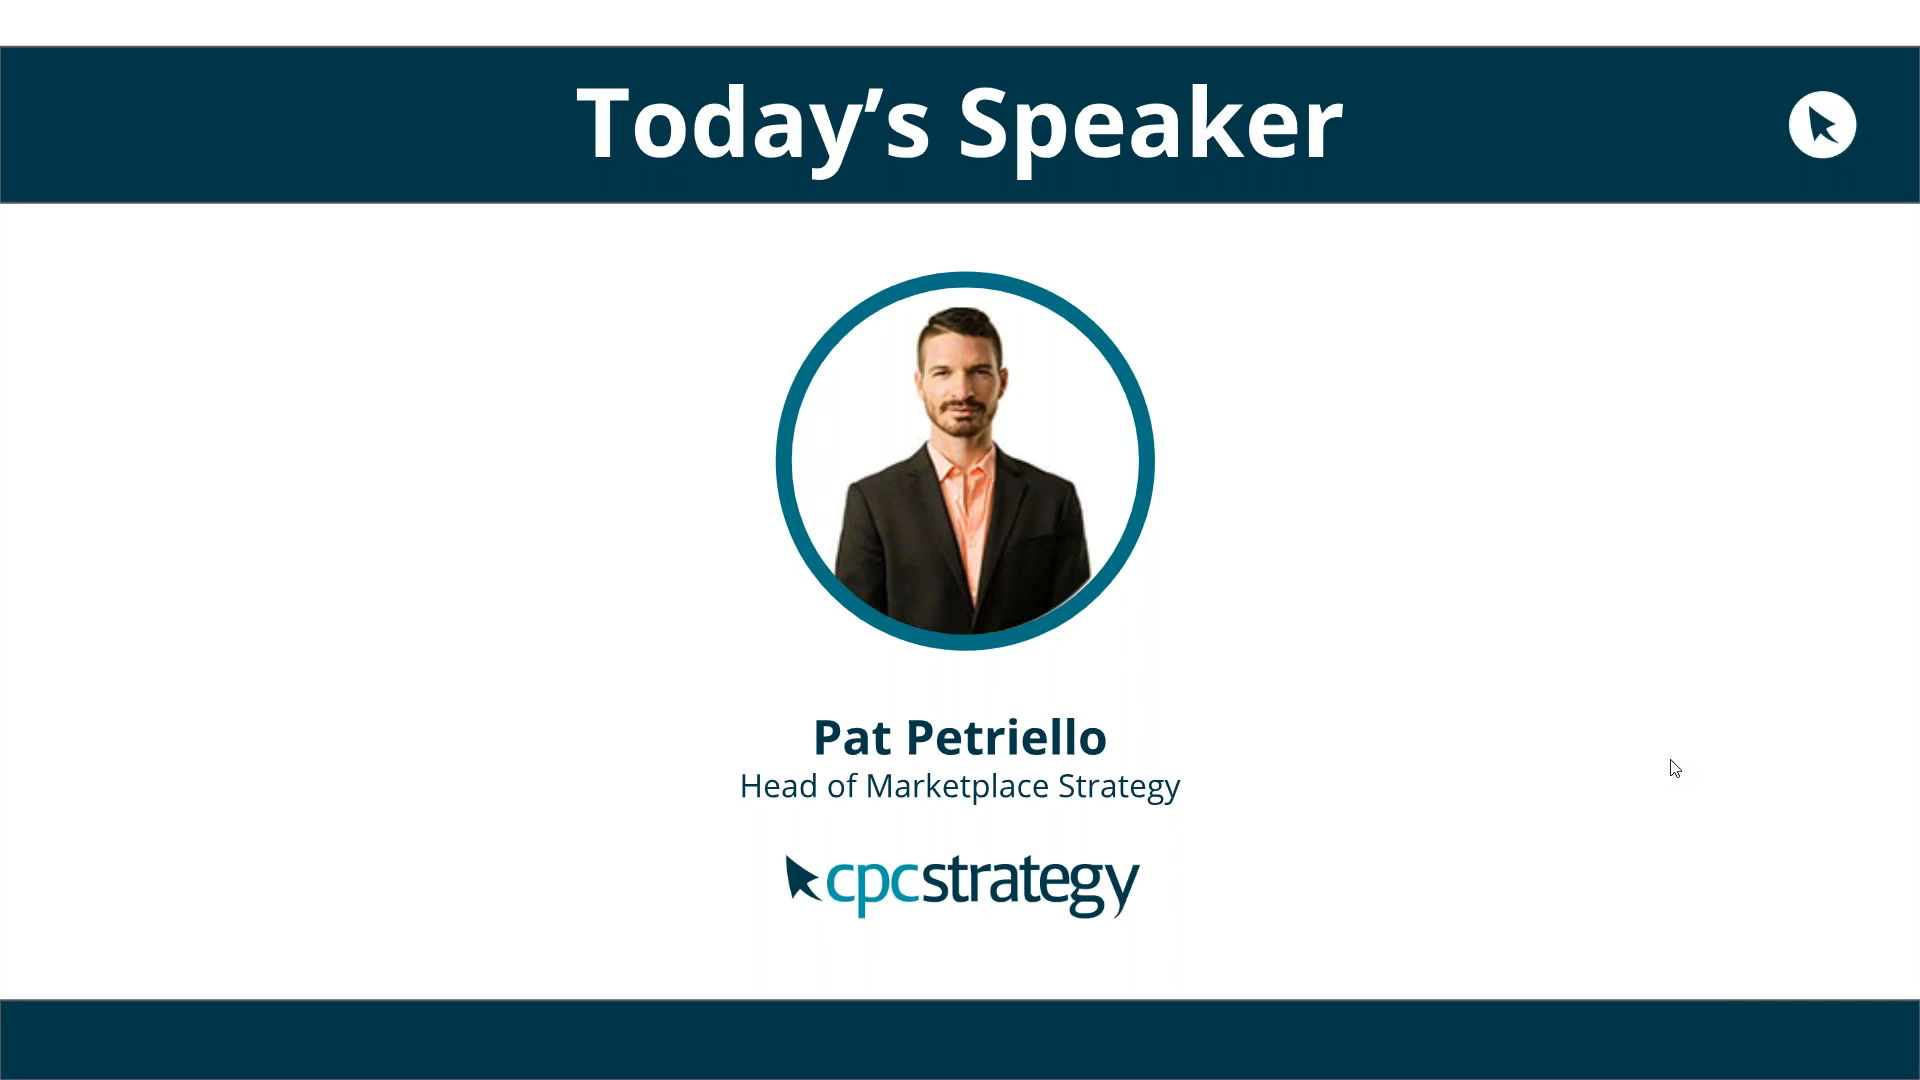 Today’s Speaker
Pat Petriello
Head of Marketplace Strategy
cpcstrategy